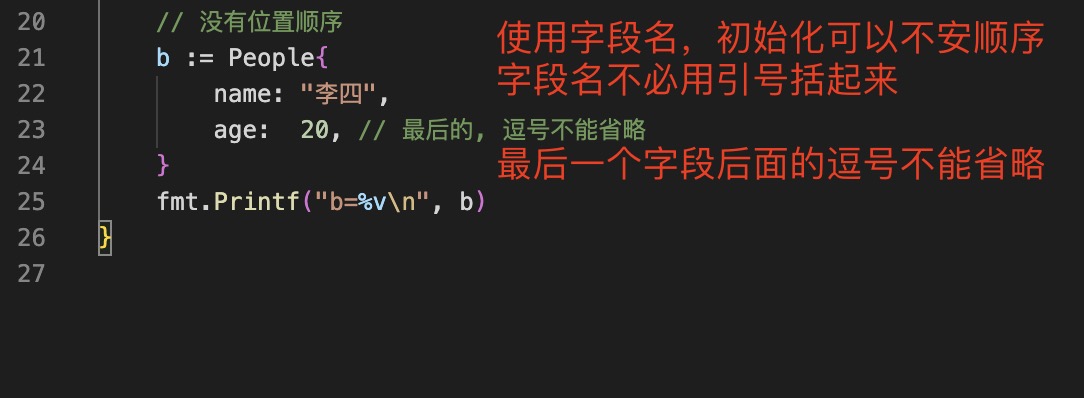 20 // 没有位置顺序
21 b := People{
使用字段名，初始化可以不安顺序
22 name: "李四",
字段名不必用引号括起来
23 age:  20, // 最后的, 逗号不能省略
24 }
最后一个字段后面的逗号不能省略
25 fmt.Printf("b=%v\n", b)
26 }
27